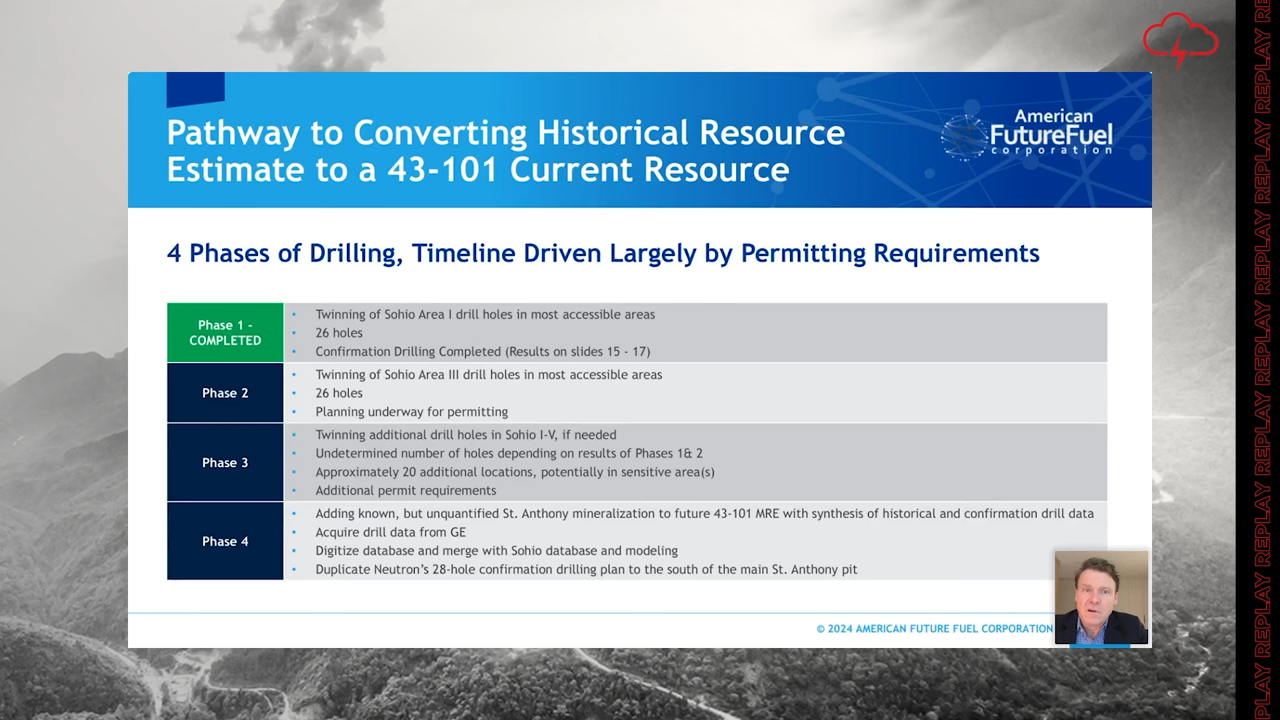 Pathway to Converting Historical Resource
Estimate to a 43-101 Current Resource
American
FutureFuel
corporation
4 Phases of Drilling, Timeline Driven Largely by Permitting Requirements
Phase 1 -
COMPLETED
• Twinning of Sohio Area I drill holes in most accessible areas
• 26 holes
• Confirmation Drilling Completed (Results on slides 15 - 17)
Phase 2
• Twinning of Sohio Area III drill holes in most accessible areas
• 26 holes
• Planning underway for permitting
Phase 3
• Twinning additional drill holes in Sohio I-V, if needed
• Undetermined number of holes depending on results of Phases 1& 2
• Approximately 20 additional locations, potentially in sensitive area(s)
• Additional permit requirements
Phase 4
• Adding known, but unquantified St. Anthony mineralization to future 43-101 MRE with synthesis of historical and confirmation drill data
• Acquire drill data from GE
• Digitize database and merge with Sohio database and modeling
• Duplicate Neutron's 28-hole confirmation drilling plan to the south of the main St. Anthony pit
© 2024 AMERICAN FUTURE FUEL CORPORATION
REPLAY REPLAY REPLAY REPLAY REPLAY REPLAY REPLAY REPLAY REPLAY